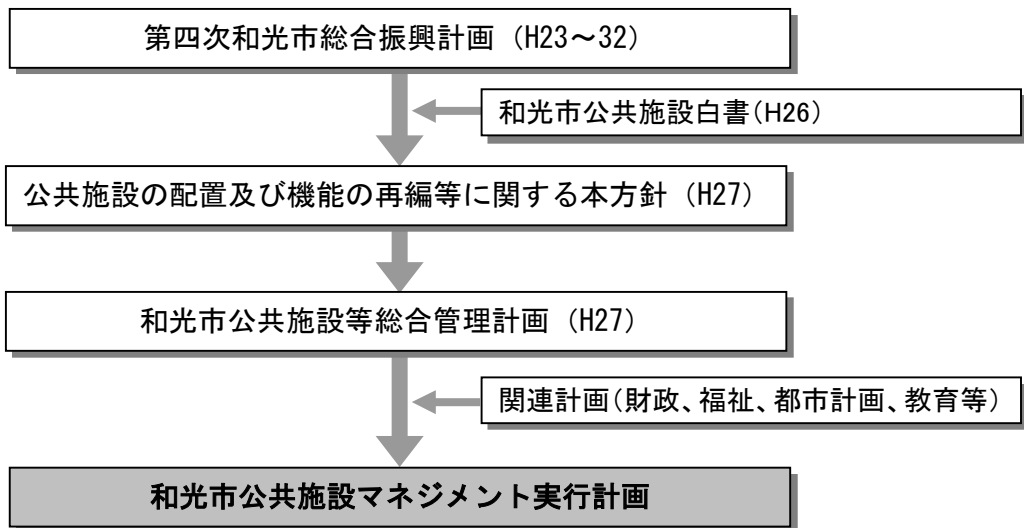 第四次和光市総合振興計画（H23～32）
和光市公共施設白書（H26）
公共施設の配置及び機能の再編等に関する本方針（H27）
和光市公共施設等総合管理計画（H27）
関連計画（財政、福祉、都市計画、教育等）
和光市公共施設マネジメント実行計画